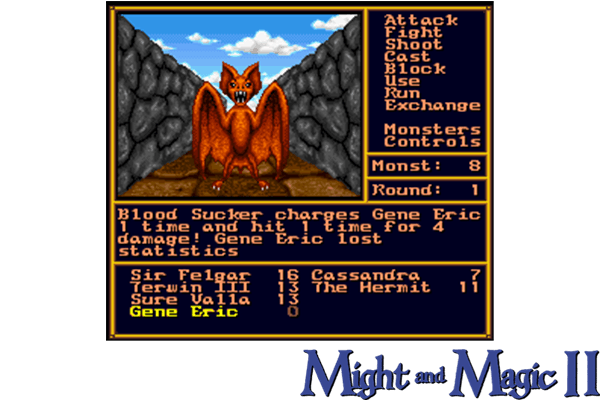 Attack
Fight
Shoot
Cast
Block
Use
Run
Exchange
Monsters
Controls
Monst: 8
Round: 1
Blood Sucker charges Gene Eric
1 time and hit 1 time for 4
damage! Gene Eric lost
statistics
Sir Felgar 16 Cassandra 7
Terwin III 13 The Hermit 11
Sure Valla 13
Gene Eric 0
Might and Magic II